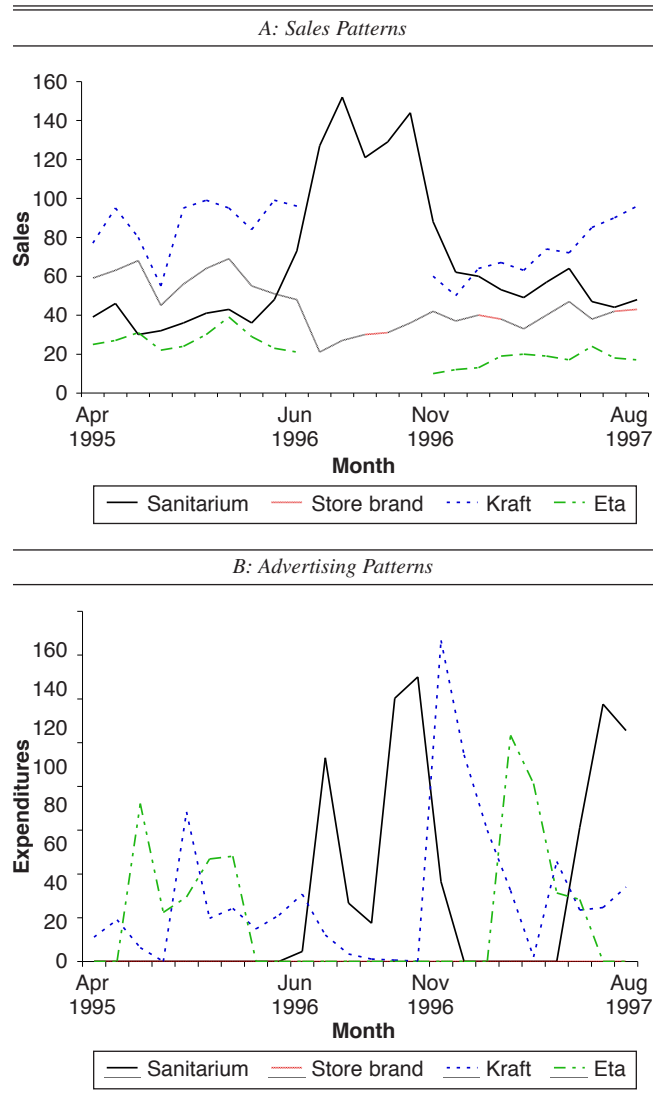 A: Sales Patterns
160
140
120
100
80
60
40
20
0
Sales
Apr Jun Nov Aug
1995 1996 1996 1997
Month
Sanitarium Store brand Kraft Eta
B: Advertising Patterns
160
140
120
100
80
60
40
20
0
Expenditures
Apr Jun Nov Aug
1995 1996 1996 1997
Month
Sanitarium Store brand Kraft Eta